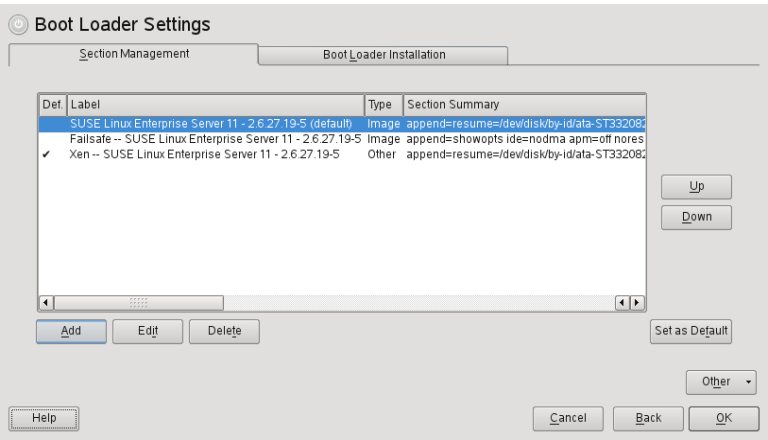 Boot Loader Settings
Section Management Boot Loader Installation
Def. Label Type Section Summary
SUSE Linux Enterprise Server 11 - 2.6.27.19-5 (default) Image append=resume=/dev/disk/by-id/ata-ST332082
Failsafe -- SUSE Linux Enterprise Server 11 - 2.6.27.19-5 Image append=showopts ide=nodma apm=off nores
✔ Xen -- SUSE Linux Enterprise Server 11 - 2.6.27.19-5 Other append=resume=/dev/disk/by-id/ata-ST332082
Up
Down
Add Edit Delete Set as Default
Other
Help Cancel Back OK